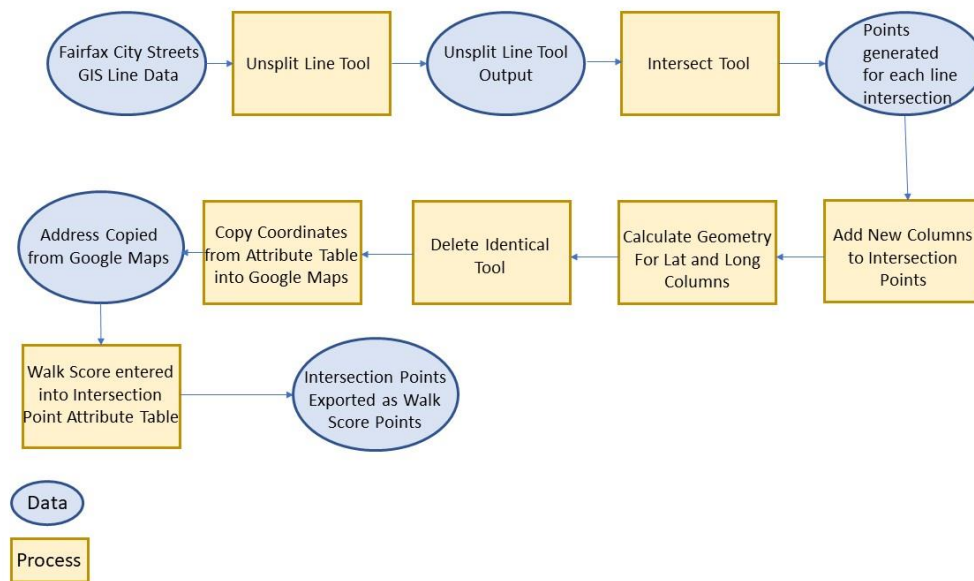 Fairfax City Streets
GIS Line Data
Unsplit Line Tool
Unsplit Line Tool
Output
Intersect Tool
Points
generated
for each line
intersection
Address Copied
from Google Maps
Copy Coordinates
from Attribute Table
into Google Maps
Delete Identical
Tool
Calculate Geometry
For Lat and Long
Columns
Add New Columns
to Intersection
Points
Walk Score entered
into Intersection
Point Attribute Table
Intersection Points
Exported as Walk
Score Points
Data
Process